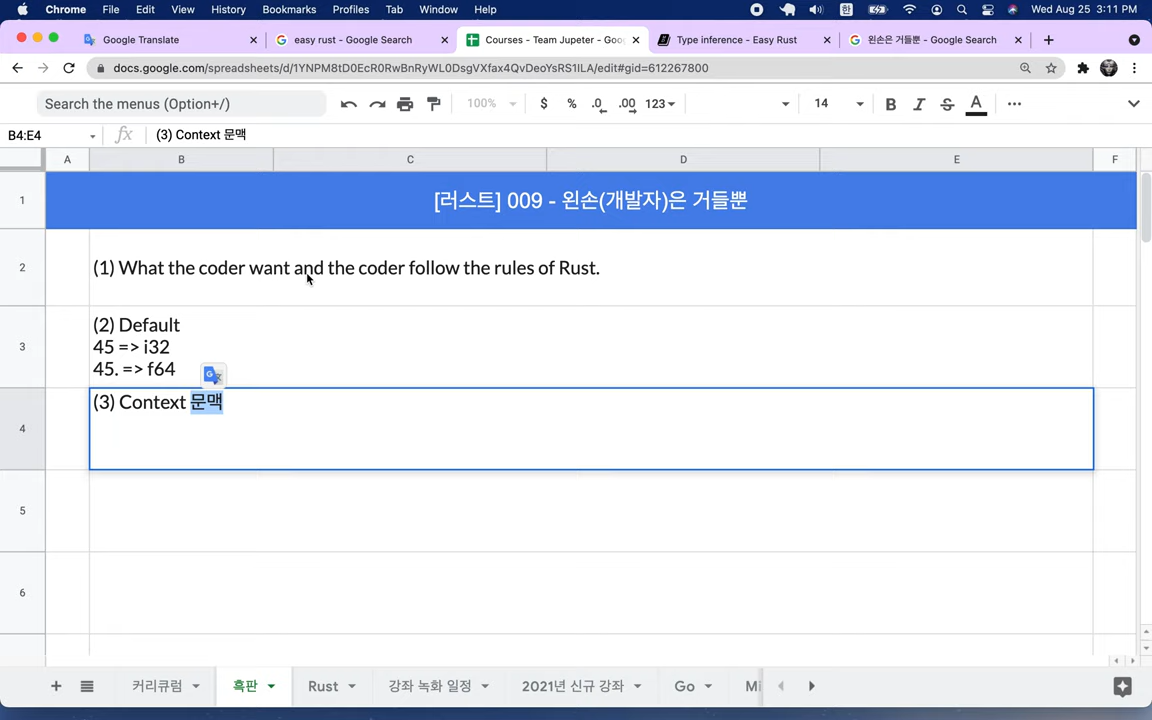 Chrome File Edit View History Bookmarks Profiles Tab Window Help 한 Wed Aug 25 3:11 PM
Google Translate easy rust - Google Search Courses - Team Jupeter - Goo Type inference - Easy Rust 왼손은 거들뿐 - Google Search
docs.google.com/spreadsheets/d/1YNPM8tD0EcR0RwBnRyWL0DsgVXfax4QvDeoYsRS1ILA/edit#gid=612267800
Search the menus (Option+/) 100% $ % .0 .00 123 14 B I S A
B4:E4 fx (3) Context 문맥
A B C D E F
1 [러스트] 009 - 왼손(개발자)은 거들뿐
2 (1) What the coder want and the coder follow the rules of Rust.
(2) Default
3 45 => i32
45. => f64
(3) Context 문맥
4
5
6
커리큘럼 흑판 Rust 강좌 녹화 일정 2021년 신규 강좌 Go Mi